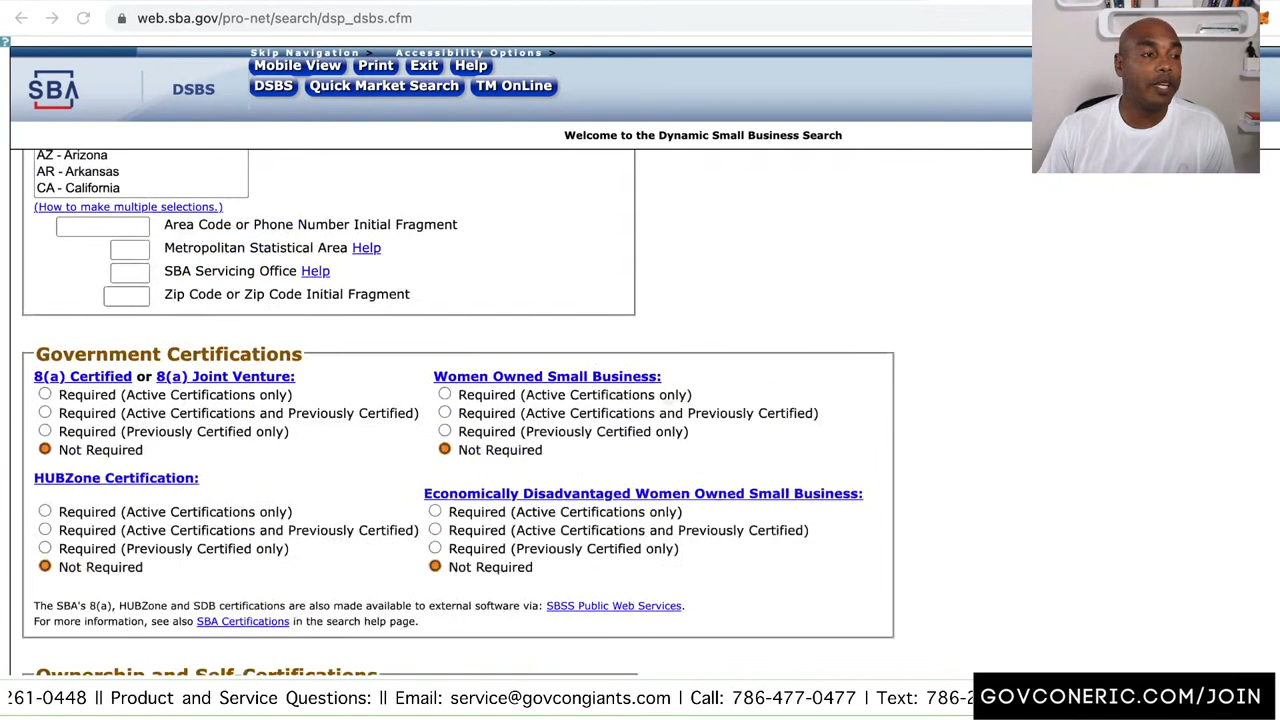 web.sba.gov/pro-net/search/dsp_dsbs.cfm
?
Skip Navigation > Accessibility Options >
Mobile View Print Exit Help
SBA DSBS DSBS Quick Market Search TM OnLine
Welcome to the Dynamic Small Business Search
AZ - Arizona
AR - Arkansas
CA - California
(How to make multiple selections.)
Area Code or Phone Number Initial Fragment
Metropolitan Statistical Area Help
SBA Servicing Office Help
Zip Code or Zip Code Initial Fragment
Government Certifications
8(a) Certified or 8(a) Joint Venture:
Required (Active Certifications only)
Required (Active Certifications and Previously Certified)
Required (Previously Certified only)
Not Required
Women Owned Small Business:
Required (Active Certifications only)
Required (Active Certifications and Previously Certified)
Required (Previously Certified only)
Not Required
HUBZone Certification:
Required (Active Certifications only)
Required (Active Certifications and Previously Certified)
Required (Previously Certified only)
Not Required
Economically Disadvantaged Women Owned Small Business:
Required (Active Certifications only)
Required (Active Certifications and Previously Certified)
Required (Previously Certified only)
Not Required
The SBA's 8(a), HUBZone and SDB certifications are also made available to external software via: SBSS Public Web Services.
For more information, see also SBA Certifications in the search help page.
Ownership and Self-Certifications
261-0448 || Product and Service Questions: || Email: service@govcongiants.com | Call: 786-477-0477 | Text: 786-2
GOVCONERIC.COM/JOIN